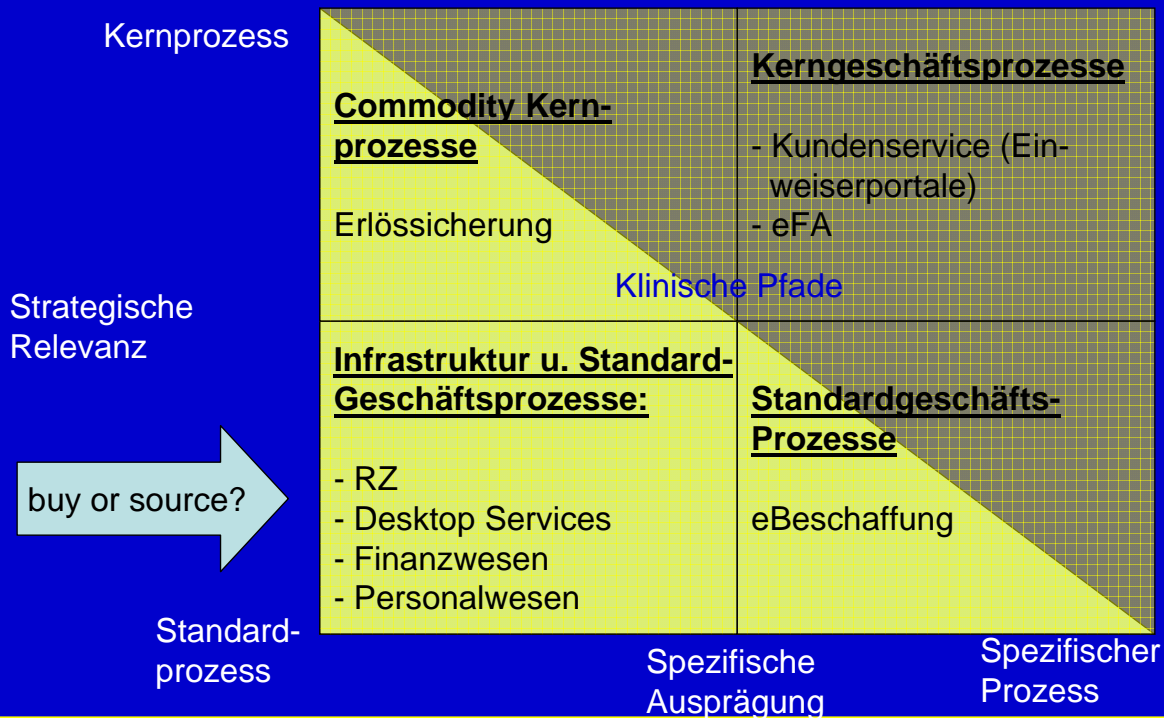 Kernprozess
Strategische
Relevanz
buy or source?
Standard-
prozess
Commodity Kern-
prozesse
Erlössicherung
Kerngeschäftsprozesse
- Kundenservice (Ein-
weiserportale)
- eFA
Klinische Pfade
Infrastruktur u. Standard-
Geschäftsprozesse:
- RZ
- Desktop Services
- Finanzwesen
- Personalwesen
Standardgeschäfts-
Prozesse
eBeschaffung
Spezifische
Ausprägung
Spezifischer
Prozess